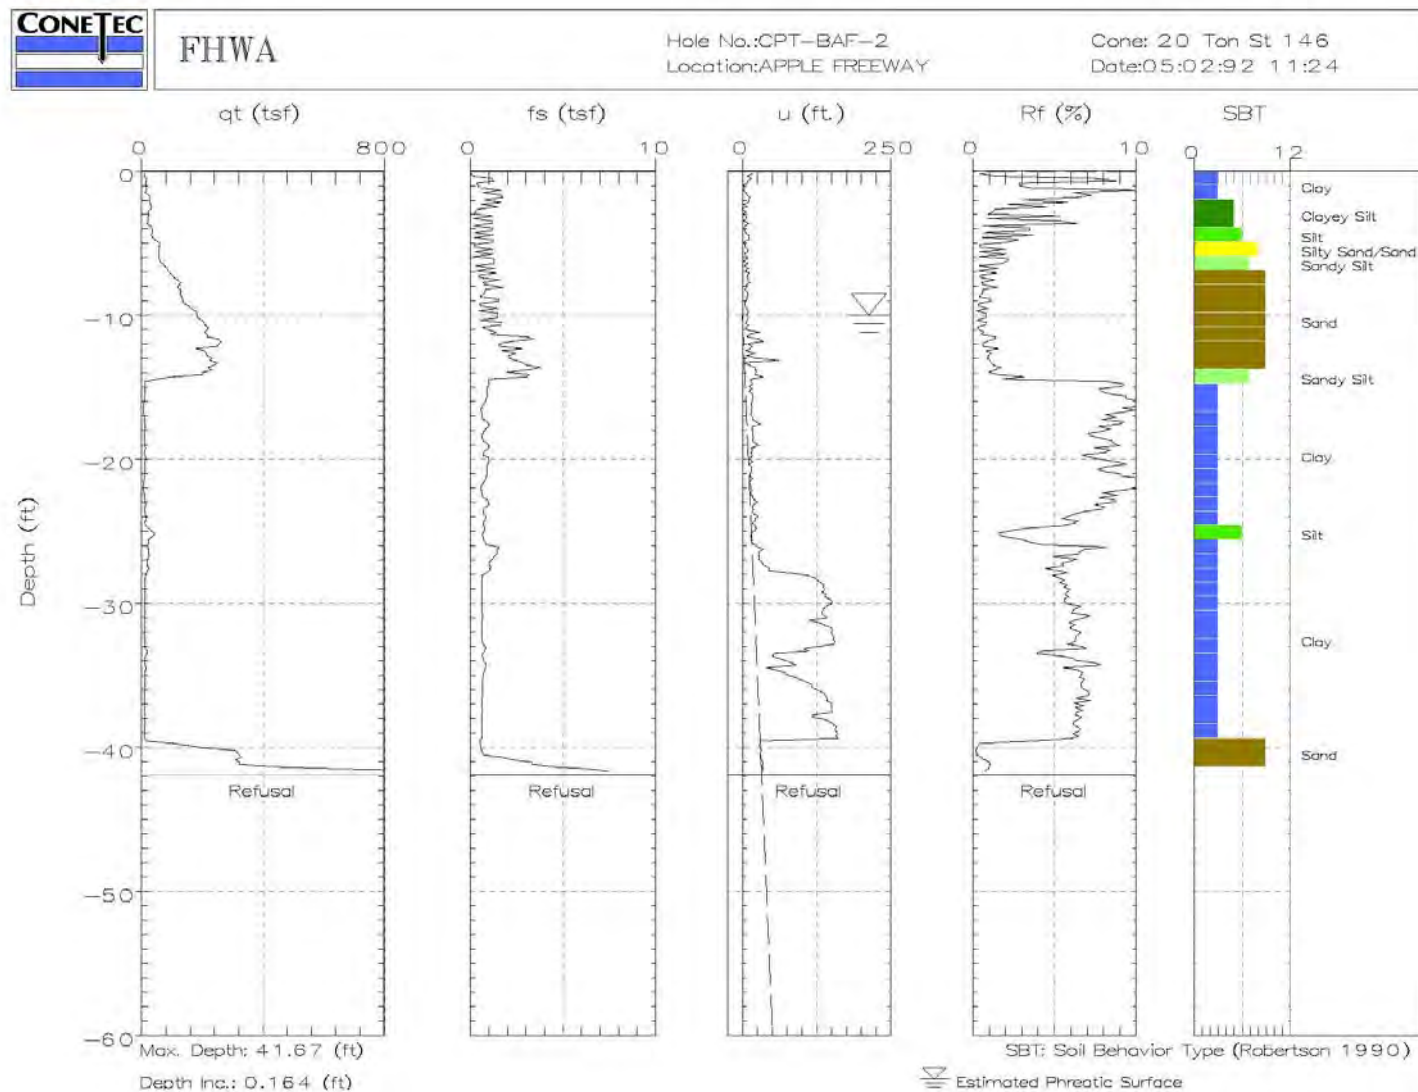 CONETEC
FHWA
Hole No.:CPT-BAF-2
Location:APPLE FREEWAY
Cone: 20 Ton St 146
Date:05:02:92 11:24
qt (tsf)
fs (tsf)
u (ft.)
Rf (%)
SBT
0 800
0 10
0 250
0 10
0 12
0
-10
-20
-30
-40
-50
-60
Depth (ft)
Clay
Clayey Silt
Silt
Silty Sand/Sand
Sandy Silt
Sand
Sandy Silt
Clay
Silt
Clay
Sand
Refusal
Refusal
Refusal
Refusal
Max. Depth: 41.67 (ft)
Depth Inc.: 0.164 (ft)
SBT: Soil Behavior Type (Robertson 1990)
Estimated Phreatic Surface